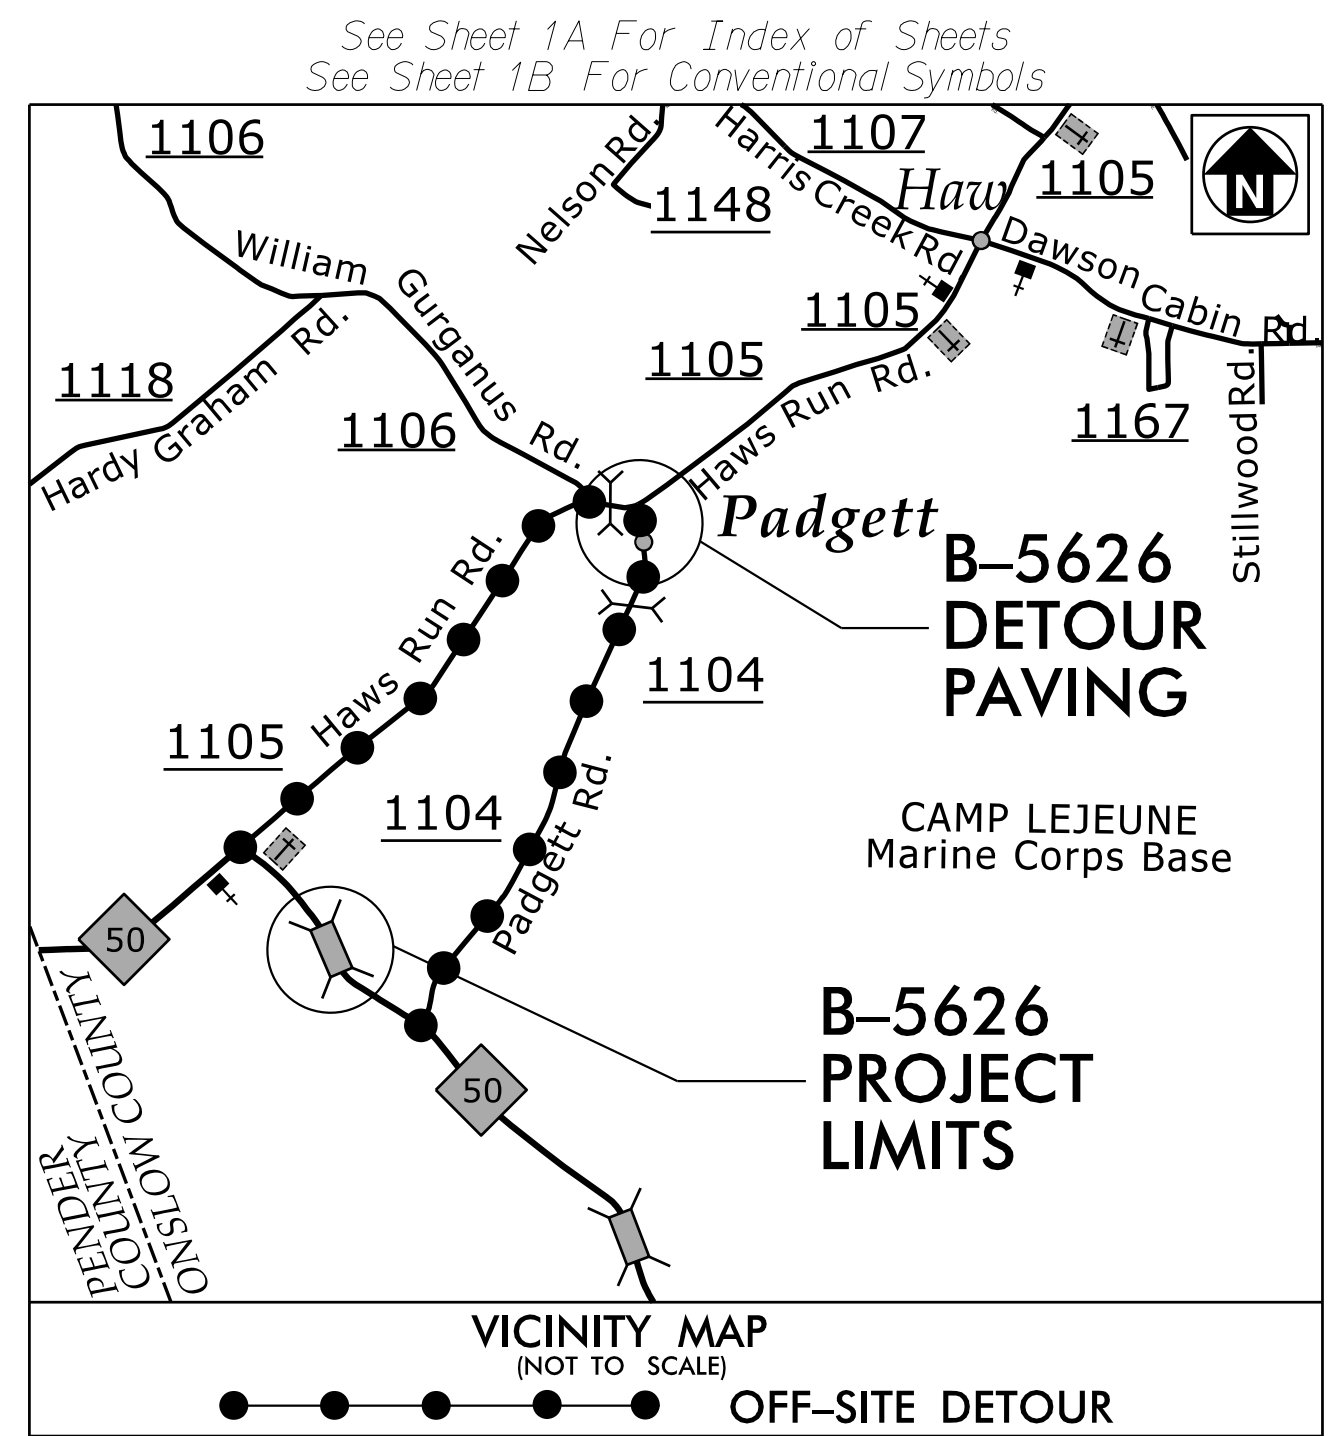 See Sheet 1A For Index of Sheets
See Sheet 1B For Conventional Symbols
1106
Nelson Rd.
1107
Harris Creek Rd
Haw
1105
N
1148
William Gurganus Rd.
Dawson Cabin Rd.
1105
1105
Hardy Graham Rd.
1118
1106
Haws Run Rd.
1167
Stillwood Rd.
Padgett
B–5626
DETOUR
PAVING
Haws Run Rd.
1104
1105
1104
Padgett Rd.
CAMP LEJEUNE
Marine Corps Base
50
B–5626
PROJECT
LIMITS
50
PENDER
COUNTY
ONSLOW COUNTY
VICINITY MAP
(NOT TO SCALE)
OFF–SITE DETOUR